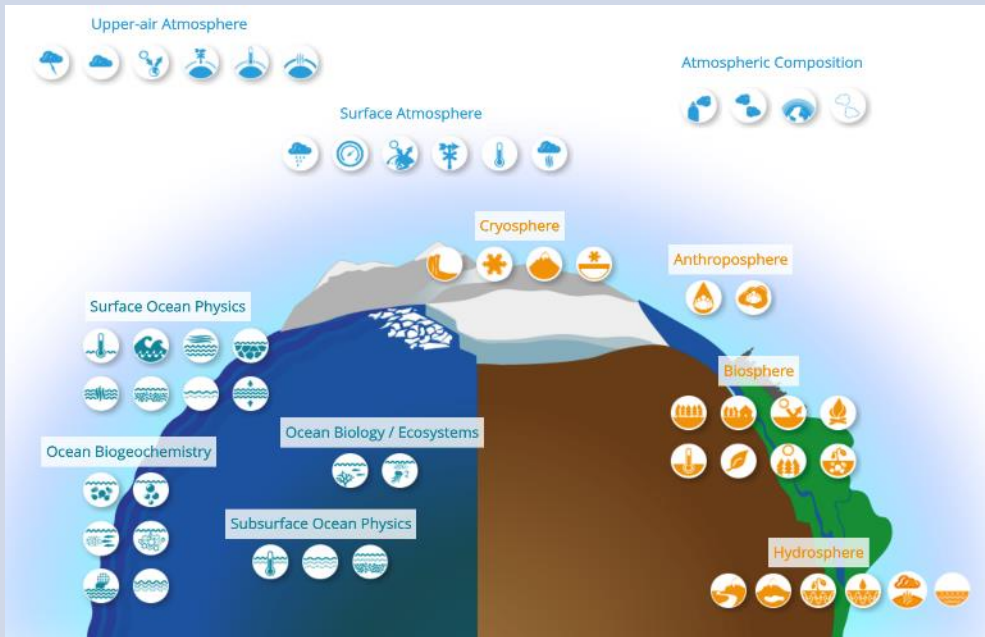 Upper-air Atmosphere
Atmospheric Composition
Surface Atmosphere
Cryosphere
Anthroposphere
Surface Ocean Physics
Biosphere
Ocean Biology / Ecosystems
Ocean Biogeochemistry
Subsurface Ocean Physics
Hydrosphere